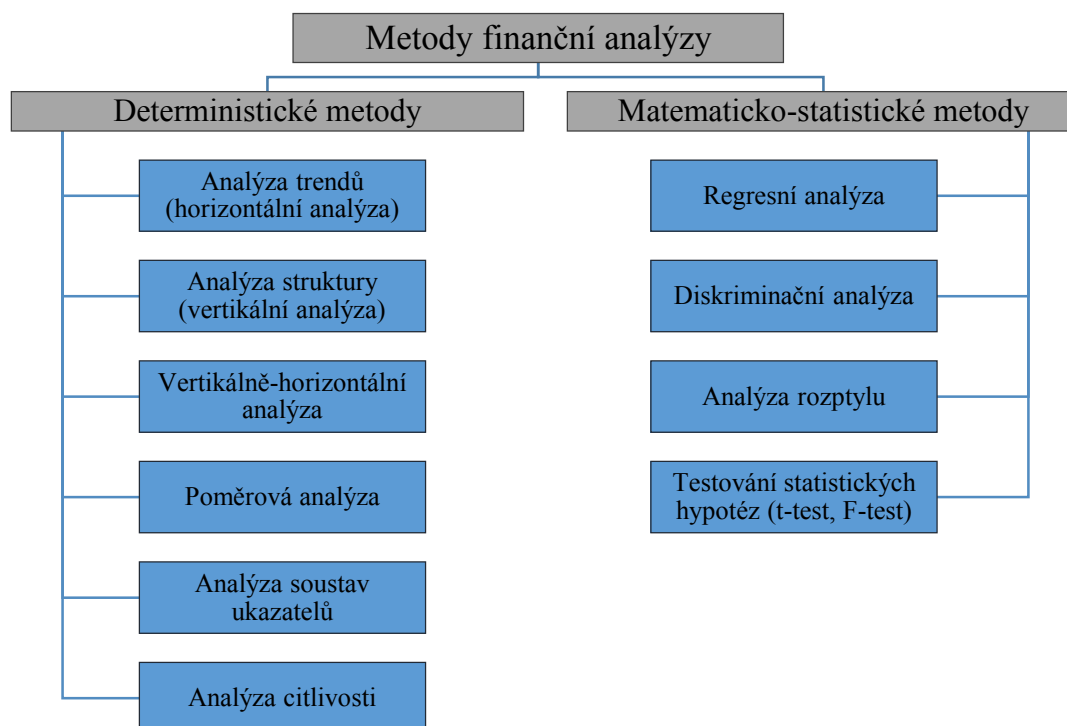 Metody finanční analýzy
Deterministické metody
Analýza trendů
(horizontální analýza)
Analýza struktury
(vertikální analýza)
Vertikálně-horizontální
analýza
Poměrová analýza
Analýza soustav
ukazatelů
Analýza citlivosti
Matematicko-statistické metody
Regresní analýza
Diskriminační analýza
Analýza rozptylu
Testování statistických
hypotéz (t-test, F-test)